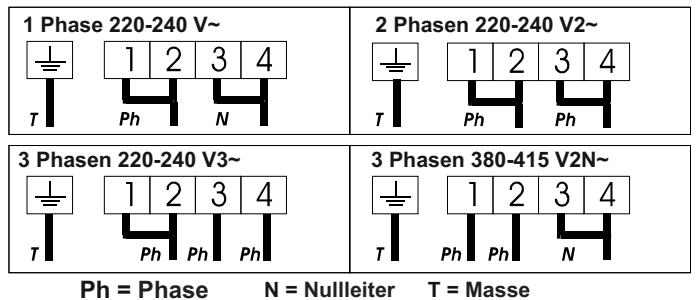 1 Phase 220-240 V~
1 2 3 4
T Ph N
2 Phasen 220-240 V2~
1 2 3 4
T Ph Ph
3 Phasen 220-240 V3~
1 2 3 4
T Ph Ph Ph
3 Phasen 380-415 V2N~
1 2 3 4
T Ph Ph N
Ph = Phase N = Nullleiter T = Masse